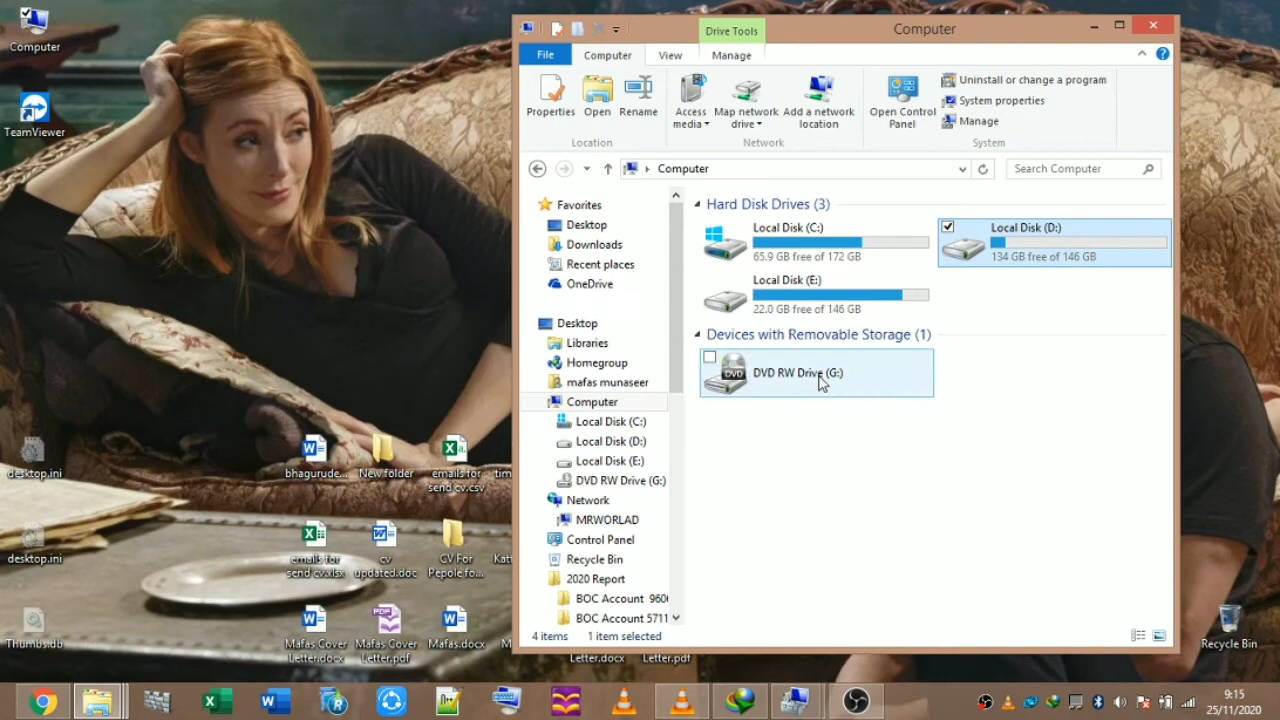 Computer
TeamViewer
desktop.ini
desktop.ini
Thumbs.db
bhagurude...
New folder
emails for
send cv.csv
emails for
send cv.xlsx
cv
updated.doc
CV For
Pepole fo...
Mafas Cover
Letter.docx
Mafas Cover
Letter.pdf
Mafas.docx
Letter.docx
Letter.pdf
Recycle Bin
Drive Tools
Computer
File
Computer
View
Manage
Properties
Open
Rename
Access
media
Map network
drive
Add a network
location
Open Control
Panel
Uninstall or change a program
System properties
Manage
Location
Network
System
Computer
Search Computer
Favorites
Desktop
Downloads
Recent places
OneDrive
Desktop
Libraries
Homegroup
mafas munaseer
Computer
Local Disk (C:)
Local Disk (D:)
Local Disk (E:)
DVD RW Drive (G:)
Network
MRWORLAD
Control Panel
Recycle Bin
2020 Report
BOC Account 960
BOC Account 5711
Hard Disk Drives (3)
Local Disk (C:)
65.9 GB free of 172 GB
Local Disk (D:)
134 GB free of 146 GB
Local Disk (E:)
22.0 GB free of 146 GB
Devices with Removable Storage (1)
DVD
DVD RW Drive (G:)
4 items
1 item selected
9:15
25/11/2020